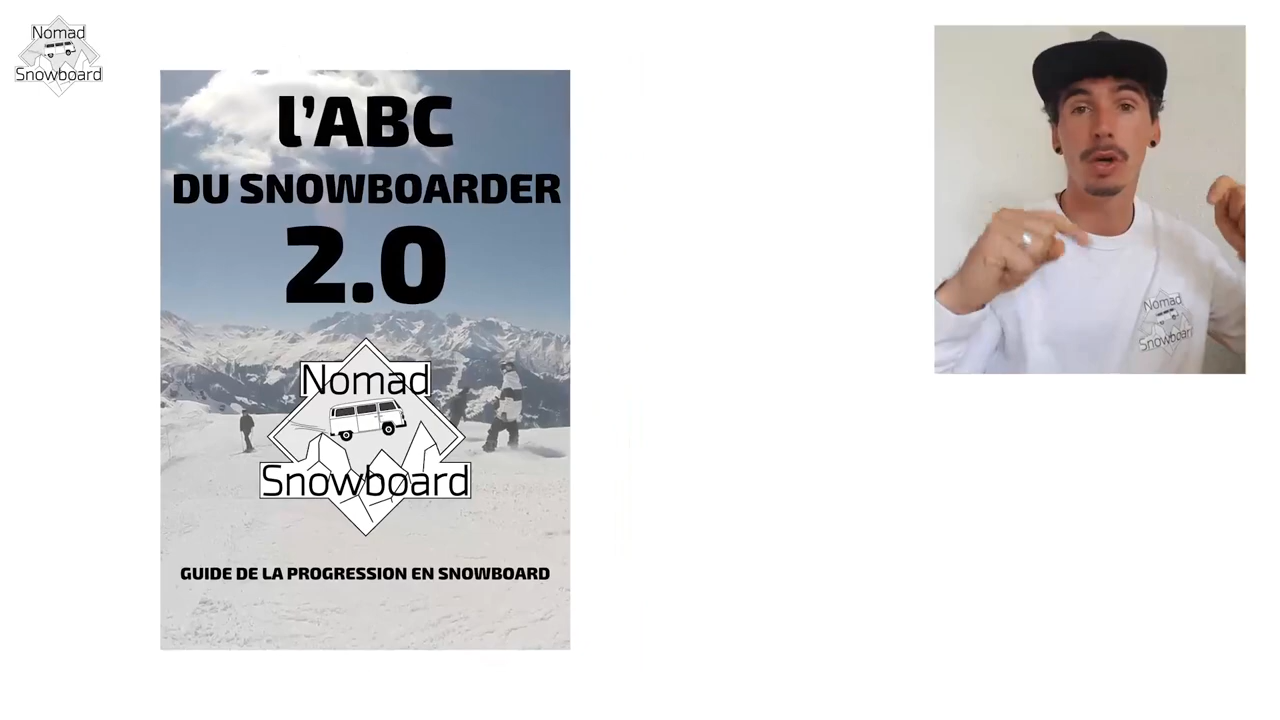 Nomad
Snowboard
l'ABC
DU SNOWBOARDER
2.0
Nomad
Snowboard
GUIDE DE LA PROGRESSION EN SNOWBOARD
Nomad
Snowboard